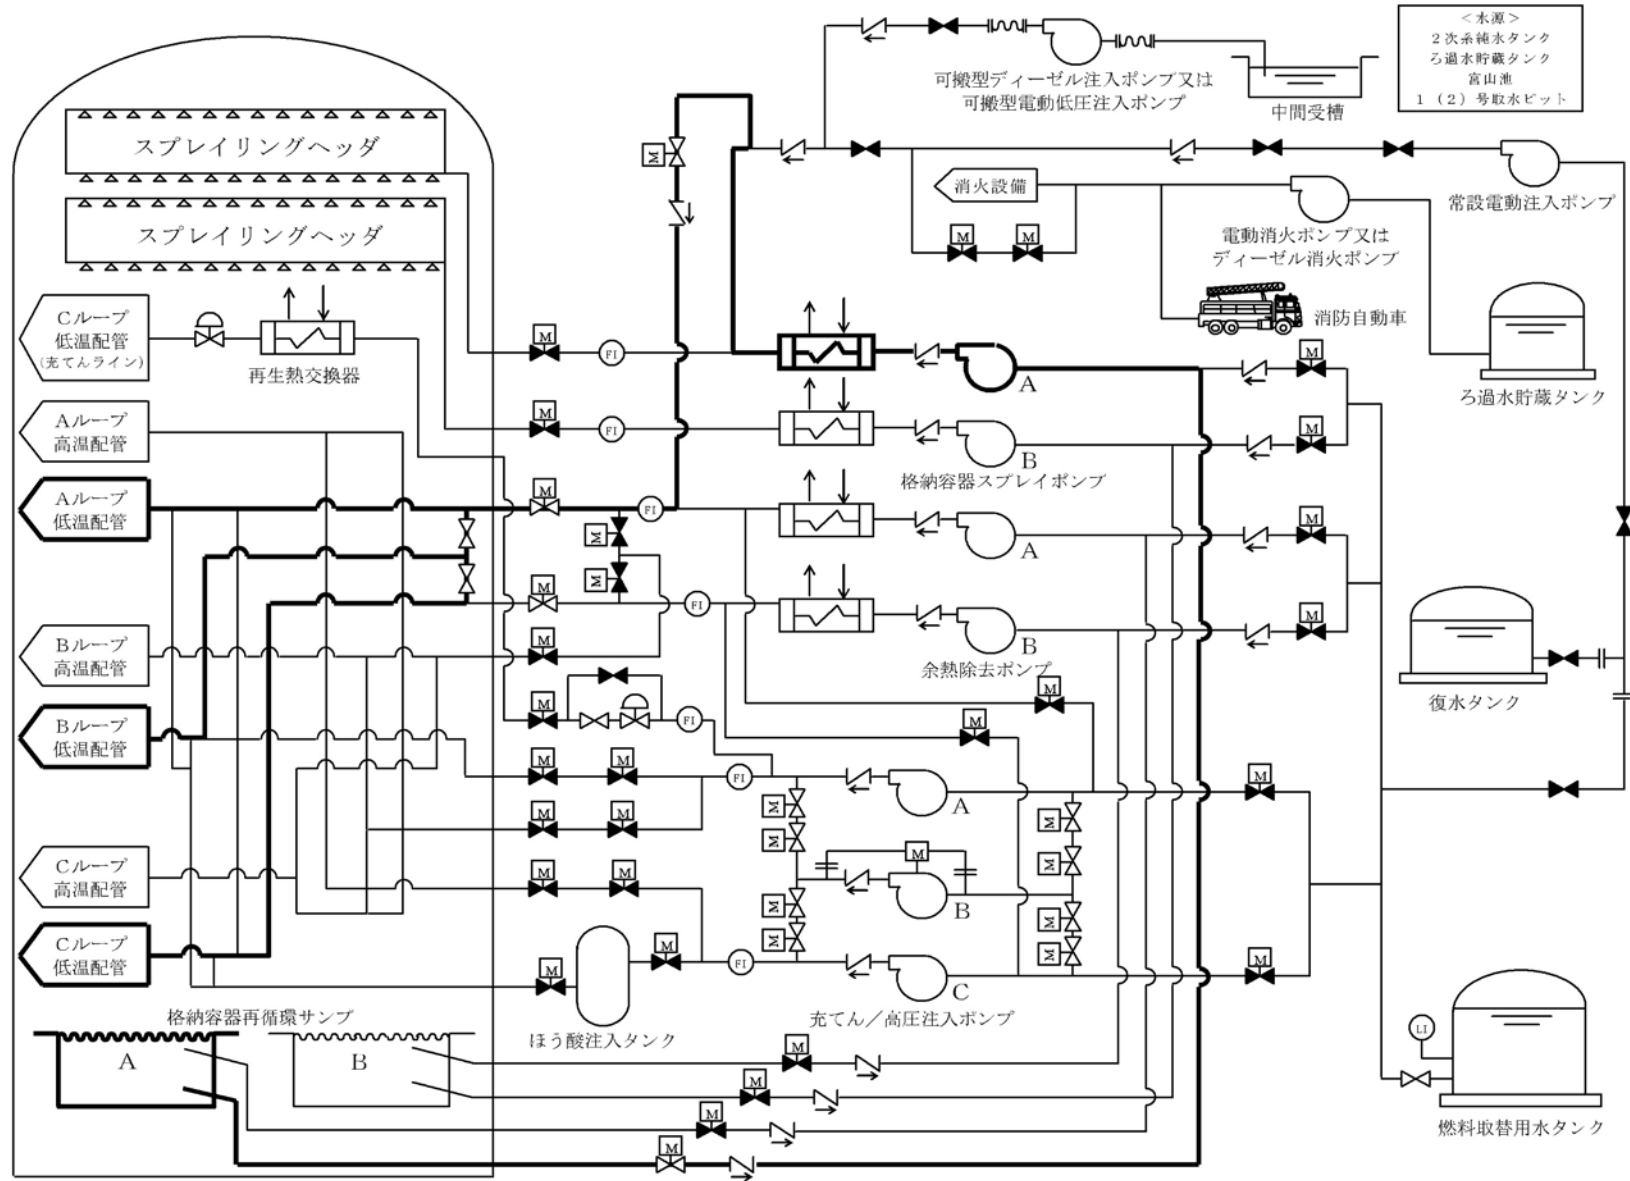 <水源>
2次系純水タンク
ろ過水貯蔵タンク
宮山池
1(2)号取水ピット
可搬型ディーゼル注入ポンプ又は
可搬型電動低圧注入ポンプ
中間受槽
スプレイリングヘッダ
M
消火設備
常設電動注入ポンプ
スプレイリングヘッダ
M
M
電動消火ポンプ又は
ディーゼル消火ポンプ
消防自動車
Cループ
低温配管
(充てんライン)
再生熱交換器
M
FI
A
M
ろ過水貯蔵タンク
Aループ
高温配管
M
FI
B
M
格納容器スプレイポンプ
Aループ
低温配管
M
FI
M
A
M
M
M
FI
B
M
余熱除去ポンプ
Bループ
高温配管
M
M
復水タンク
Bループ
低温配管
M
FI
M
M
M
FI
A
M
M
M
M
M
M
M
M
Cループ
高温配管
M
M
M
B
M
M
M
M
Cループ
低温配管
M
M
FI
C
M
ほう酸注入タンク
充てん/高圧注入ポンプ
格納容器再循環サンプ
A
B
M
M
M
M
LI
燃料取替用水タンク